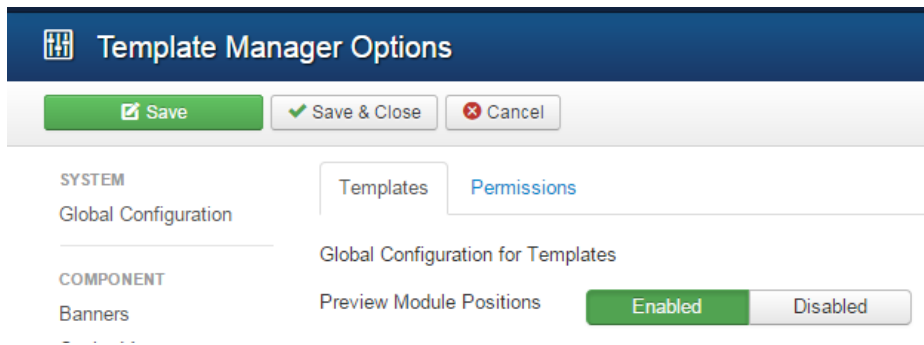 Template Manager Options
Save
Save & Close
Cancel
SYSTEM
Global Configuration
COMPONENT
Banners
Templates
Permissions
Global Configuration for Templates
Preview Module Positions
Enabled
Disabled